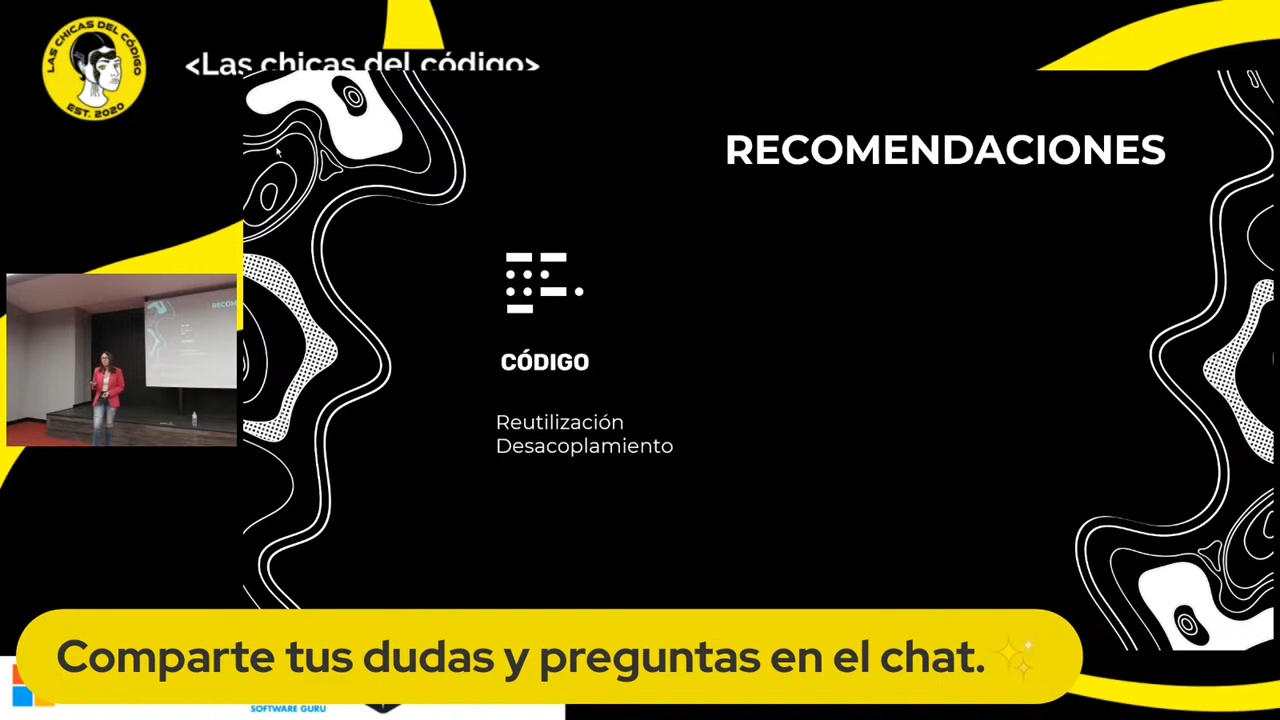 LAS CHICAS DEL CÓDIGO
EST. 2020
<Las chicas del código>
RECOMENDACIONES
RECOM
CÓDIGO
Reutilización
Desacoplamiento
Comparte tus dudas y preguntas en el chat.
SOFTWARE GURU